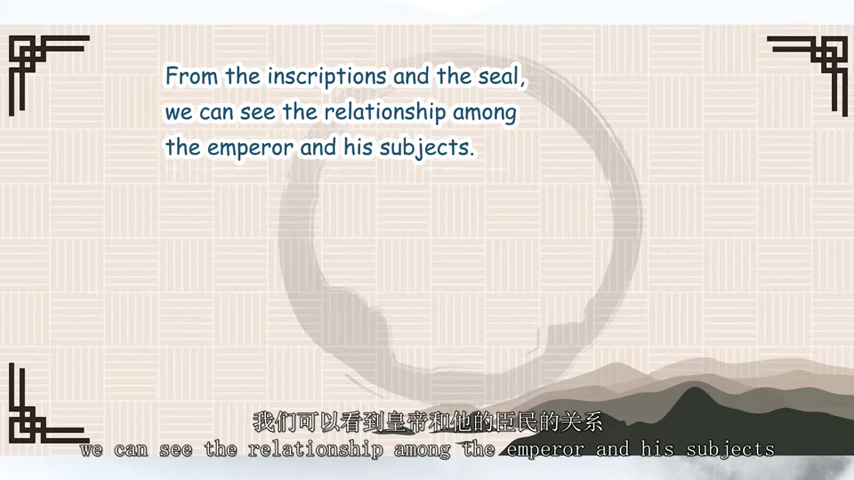 From the inscriptions and the seal,
we can see the relationship among
the emperor and his subjects.
我们可以看到皇帝和他的臣民的关系
we can see the relationship among the emperor and his subjects